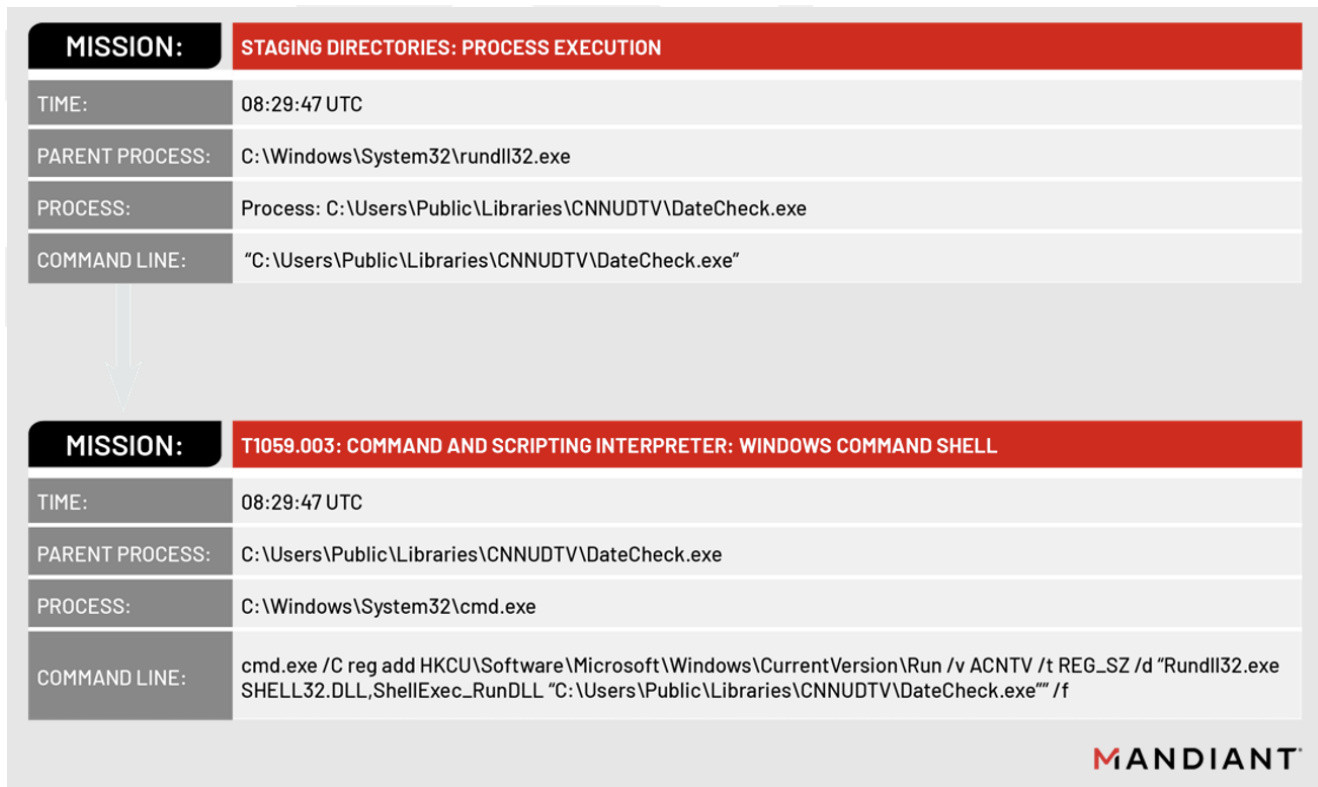 MISSION: STAGING DIRECTORIES: PROCESS EXECUTION
TIME: 08:29:47 UTC
PARENT PROCESS: C:\Windows\System32\rundll32.exe
PROCESS: Process: C:\Users\Public\Libraries\CNNUDTV\DateCheck.exe
COMMAND LINE: “C:\Users\Public\Libraries\CNNUDTV\DateCheck.exe”
MISSION: T1059.003: COMMAND AND SCRIPTING INTERPRETER: WINDOWS COMMAND SHELL
TIME: 08:29:47 UTC
PARENT PROCESS: C:\Users\Public\Libraries\CNNUDTV\DateCheck.exe
PROCESS: C:\Windows\System32\cmd.exe
COMMAND LINE: cmd.exe /C reg add HKCU\Software\Microsoft\Windows\CurrentVersion\Run /v ACNTV /t REG_SZ /d “Rundll32.exe
SHELL32.DLL,ShellExec_RunDLL “C:\Users\Public\Libraries\CNNUDTV\DateCheck.exe”” /f
MANDIANT